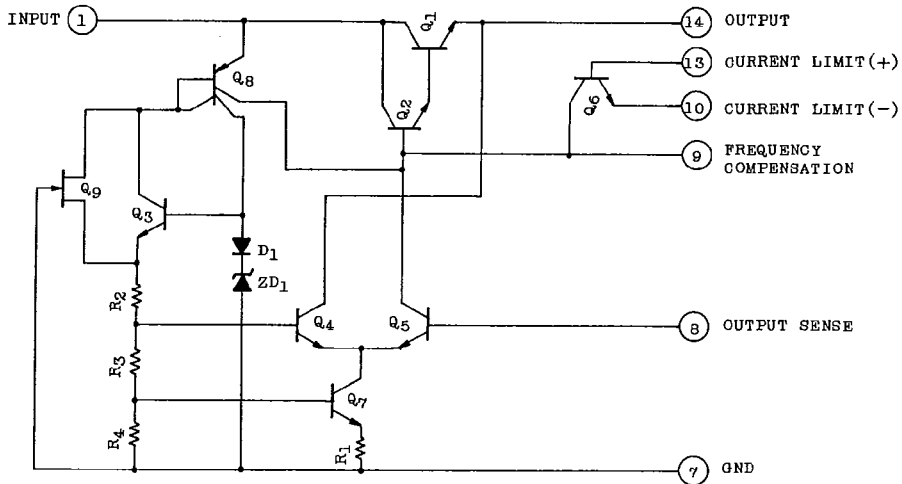 INPUT 1
Q1
14 OUTPUT
Q8
13 CURRENT LIMIT(+)
Q2
Q6
10 CURRENT LIMIT(-)
9 FREQUENCY
COMPENSATION
Q9
Q3
D1
ZD1
R2
Q4
Q5
8 OUTPUT SENSE
R3
Q7
R4
R1
7 GND